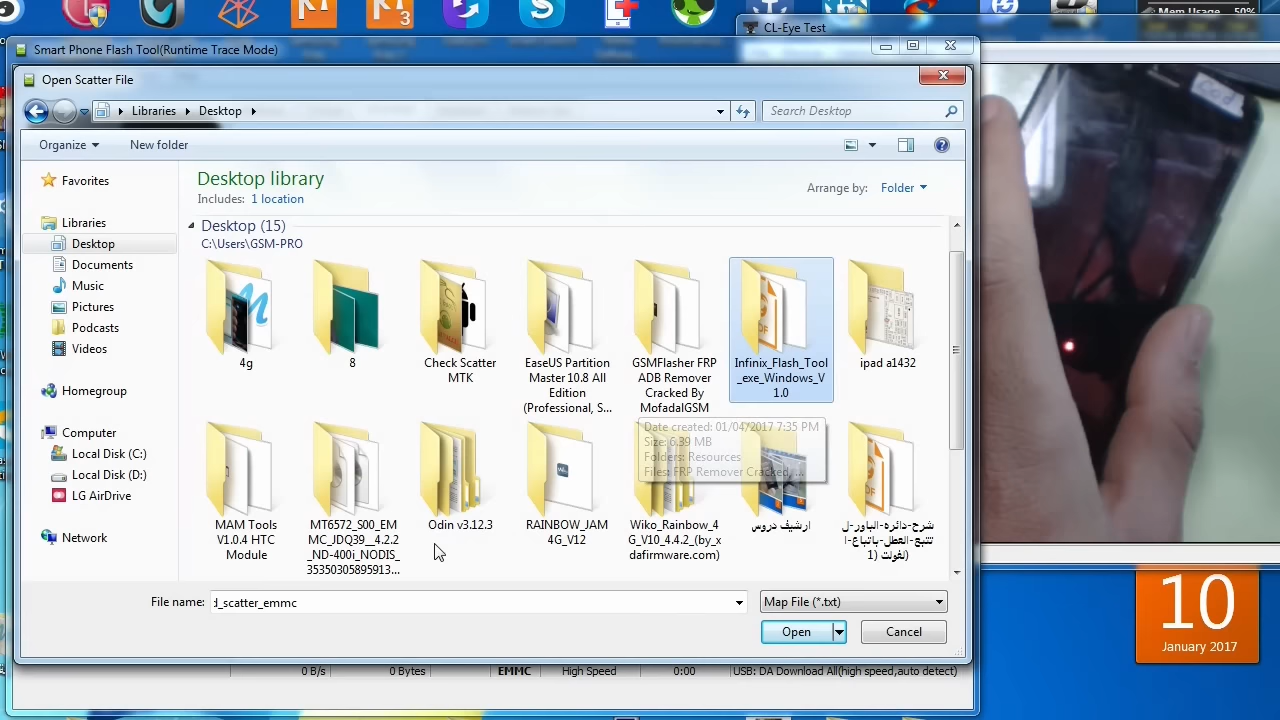 Mem Usage 50%
CL-Eye Test
Smart Phone Flash Tool(Runtime Trace Mode)
Open Scatter File
Libraries
Desktop
Search Desktop
Organize
New folder
Favorites
Libraries
Desktop
Documents
Music
Pictures
Podcasts
Videos
Homegroup
Computer
Local Disk (C:)
Local Disk (D:)
LG AirDrive
Network
Desktop library
Includes: 1 location
Arrange by: Folder
Desktop (15)
C:\Users\GSM-PRO
4g
8
Check Scatter
MTK
EaseUS Partition
Master 10.8 All
Edition
(Professional, S...
GSMFlasher FRP
ADB Remover
Cracked By
MofadalGSM
Infinix_Flash_Tool
_exe_Windows_V
1.0
ipad a1432
Date created: 01/04/2017 7:35 PM
Size: 6.39 MB
Folders: Resources
Files: FRP Remover Cracked, ...
MAM Tools
V1.0.4 HTC
Module
MT6572_S00_EM
MC_JDQ39__4.2.2
_ND-400i_NODIS_
35350305895913...
Odin v3.12.3
RAINBOW_JAM
4G_V12
Wiko_Rainbow_4
G_V10_4.4.2_(by_x
dafirmware.com)
ارشيف دروس
شرح-دائره-الباور-ل
تتبع-العطل-باتباع-ا
لفولت (1)
File name:
d_scatter_emmc
Map File (*.txt)
Open
Cancel
0 B/s
0 Bytes
EMMC
High Speed
0:00
USB: DA Download All(high speed,auto detect)
10
January 2017